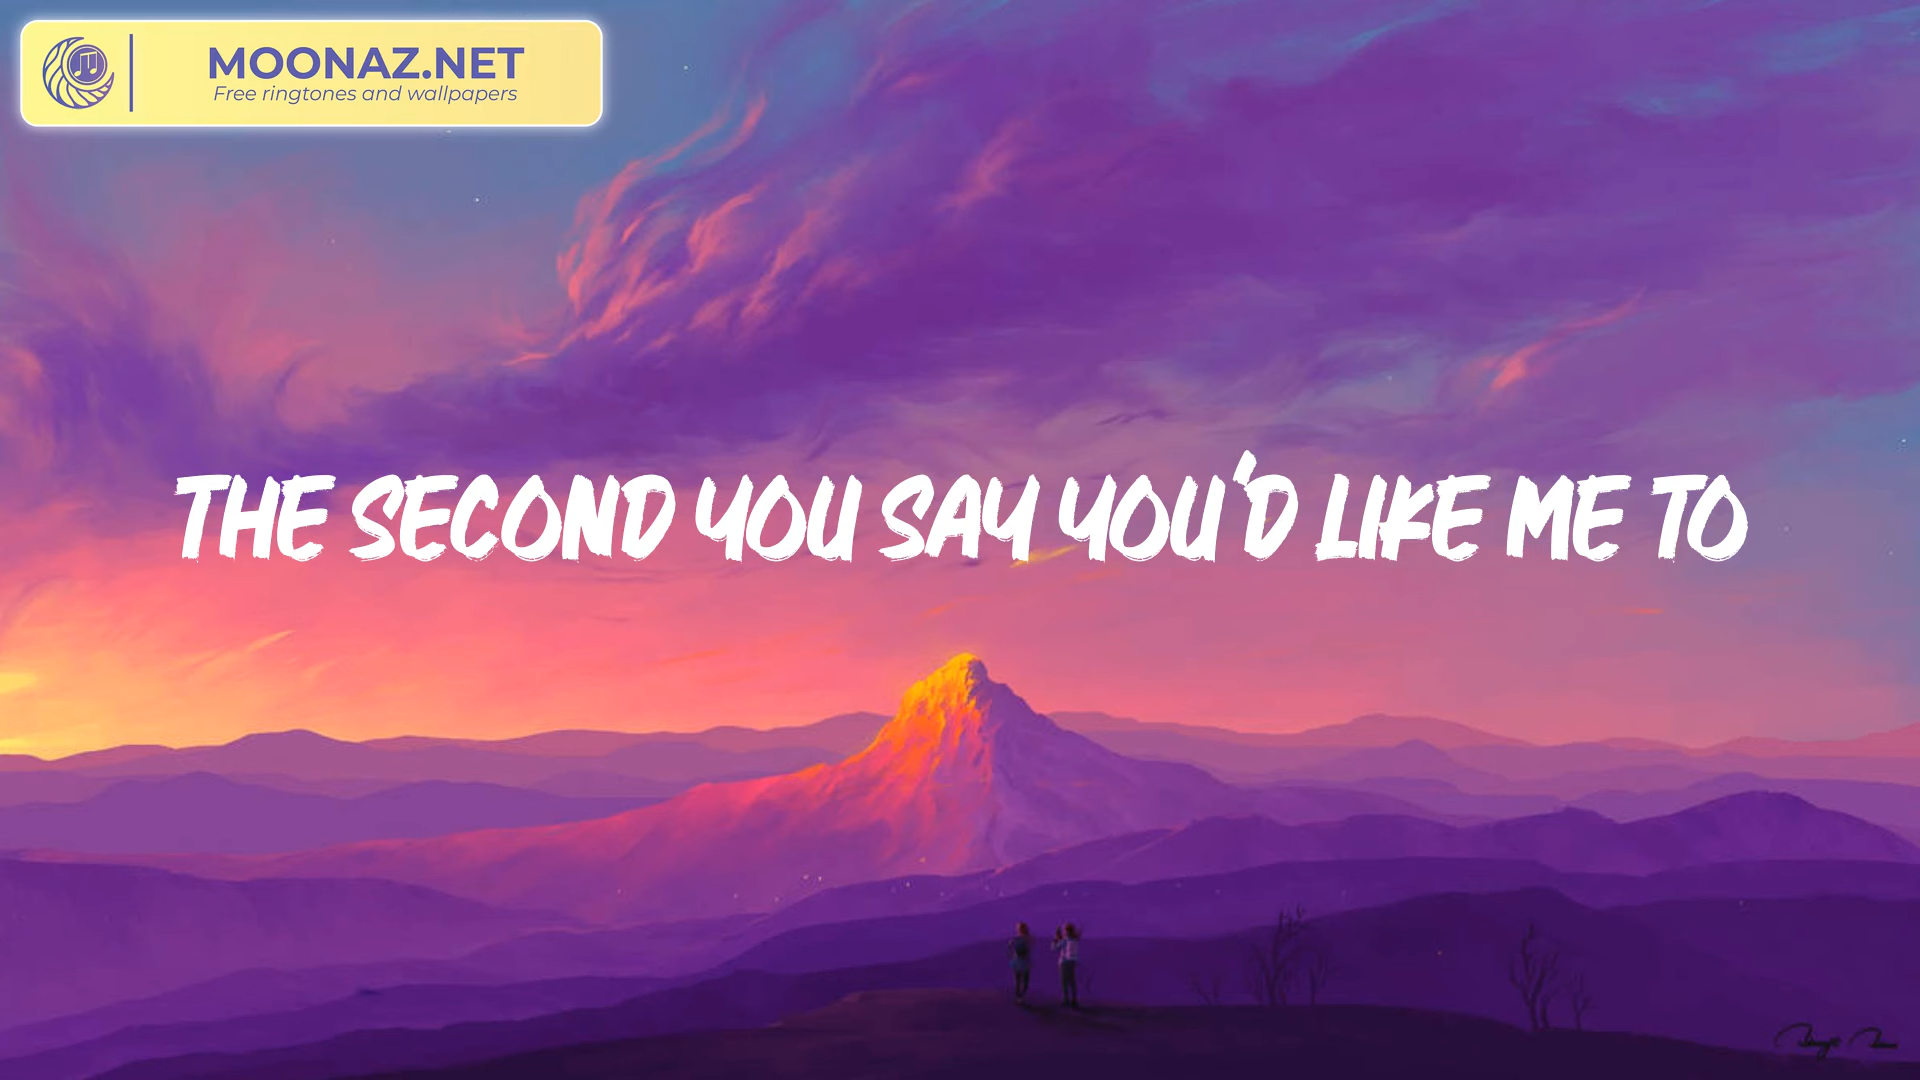 MOONAZ.NET
Free ringtones and wallpapers
THE SECOND YOU SAY YOU'D LIKE ME TO